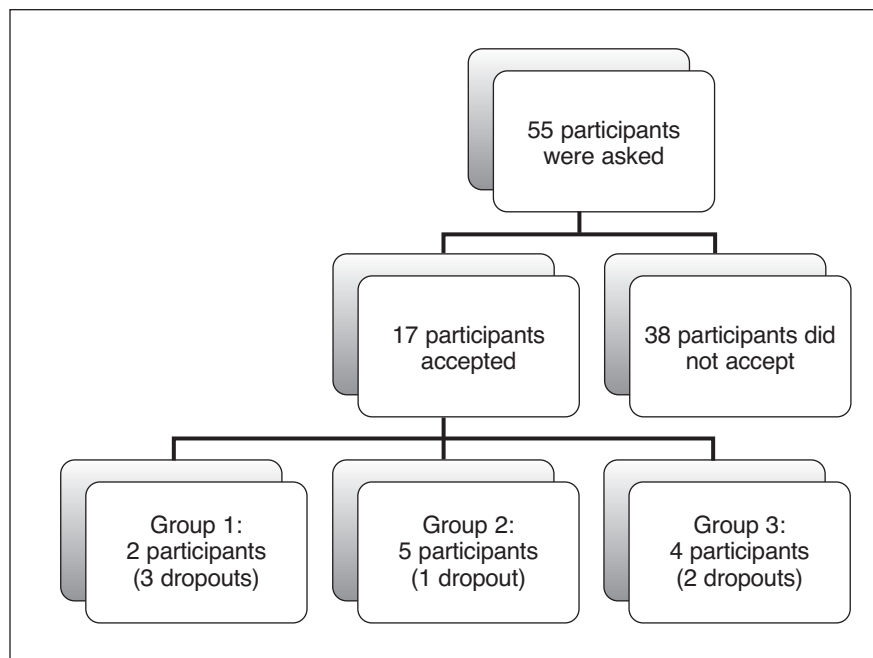 55 participants
were asked
17 participants
accepted
38 participants did
not accept
Group 1:
2 participants
(3 dropouts)
Group 2:
5 participants
(1 dropout)
Group 3:
4 participants
(2 dropouts)